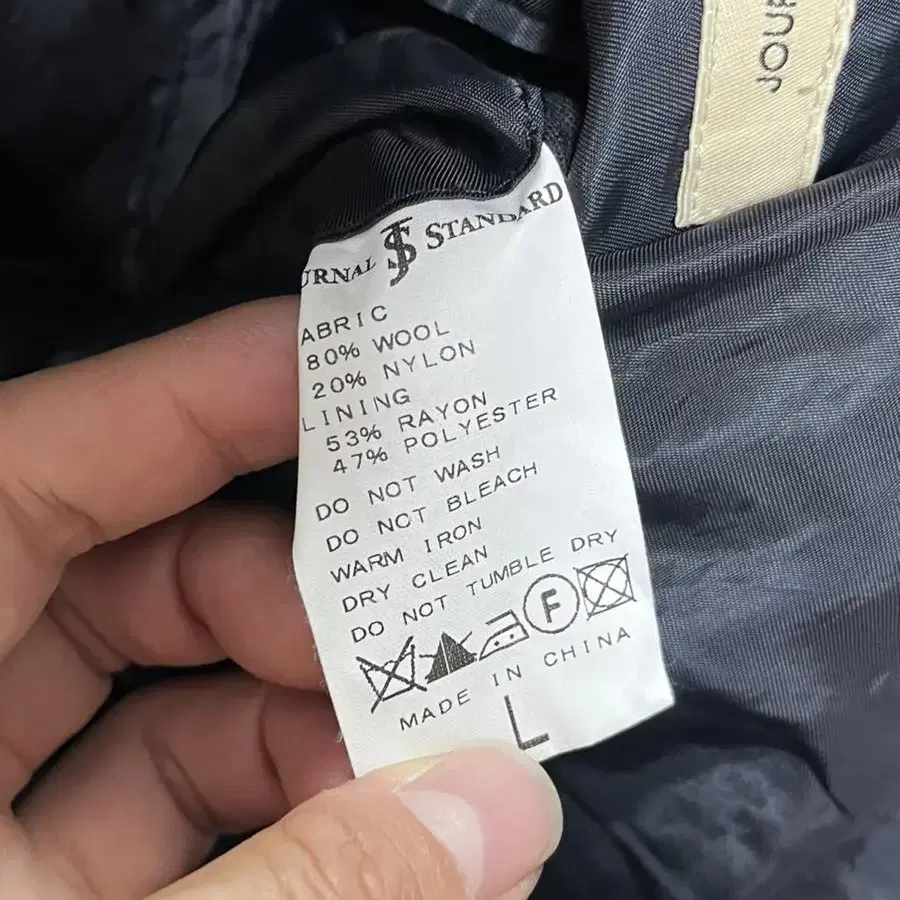 JOUR
URNAL JS STANDARD
ABRIC
80% WOOL
20% NYLON
LINING
53% RAYON
47% POLYESTER
DO NOT WASH
DO NOT BLEACH
WARM IRON
DRY CLEAN
DO NOT TUMBLE DRY
F
MADE IN CHINA
L